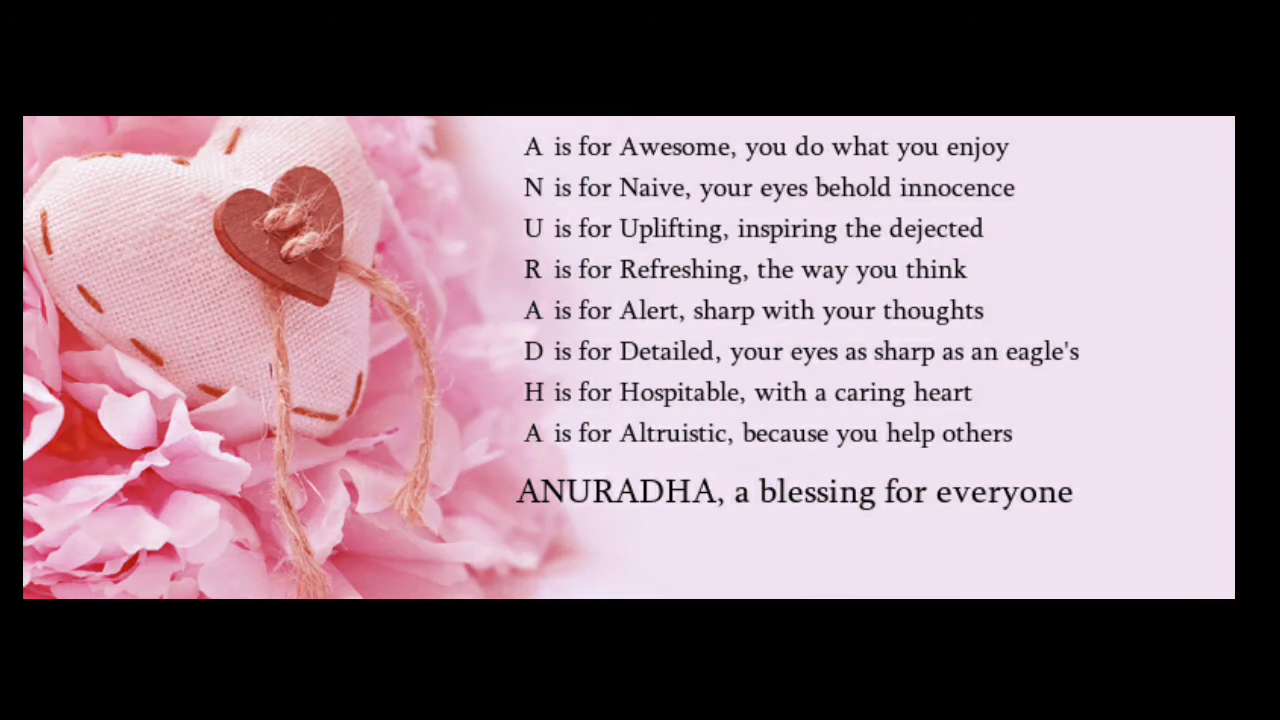 A is for Awesome, you do what you enjoy
N is for Naive, your eyes behold innocence
U is for Uplifting, inspiring the dejected
R is for Refreshing, the way you think
A is for Alert, sharp with your thoughts
D is for Detailed, your eyes as sharp as an eagle's
H is for Hospitable, with a caring heart
A is for Altruistic, because you help others
ANURADHA, a blessing for everyone